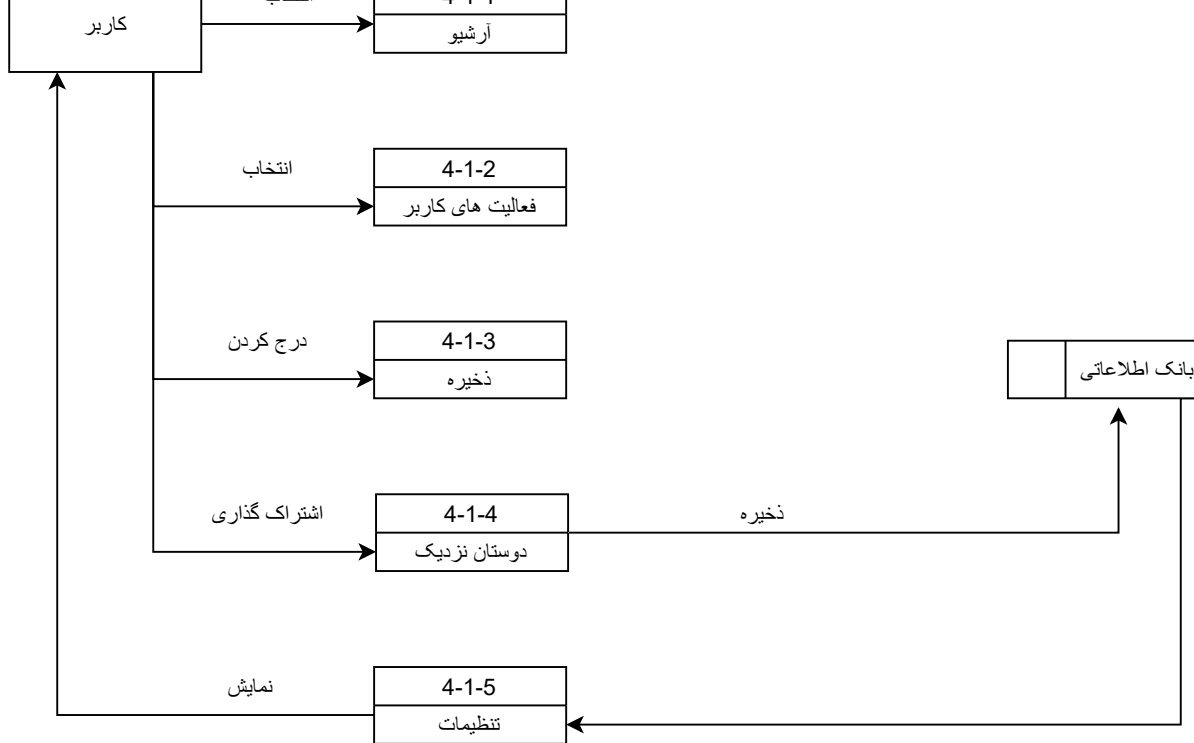 کاربر
آرشیو
انتخاب
4-1-2
فعالیت های کاربر
درج کردن
4-1-3
ذخیره
بانک اطلاعاتی
اشتراک گذاری
4-1-4
دوستان نزدیک
ذخیره
نمایش
4-1-5
تنظیمات